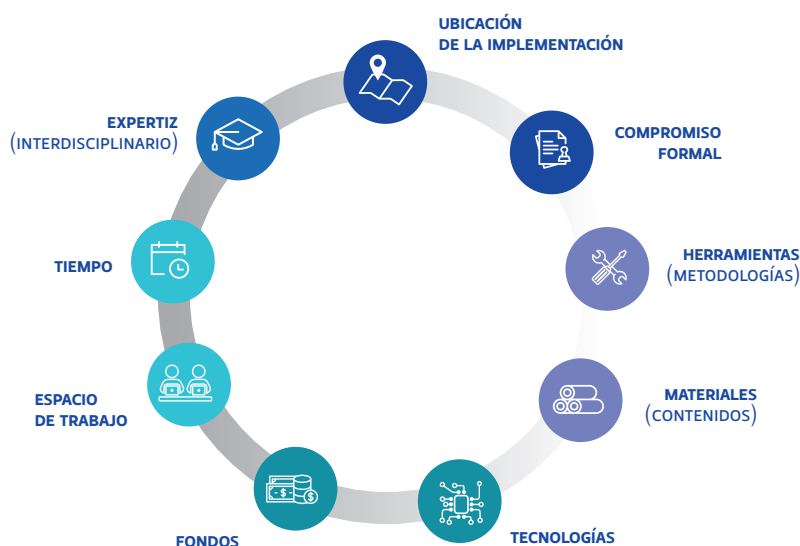 UBICACIÓN
DE LA IMPLEMENTACIÓN
COMPROMISO
FORMAL
HERRAMIENTAS
(METODOLOGÍAS)
MATERIALES
(CONTENIDOS)
TECNOLOGÍAS
FONDOS
ESPACIO
DE TRABAJO
TIEMPO
EXPERTIZ
(INTERDISCIPLINARIO)